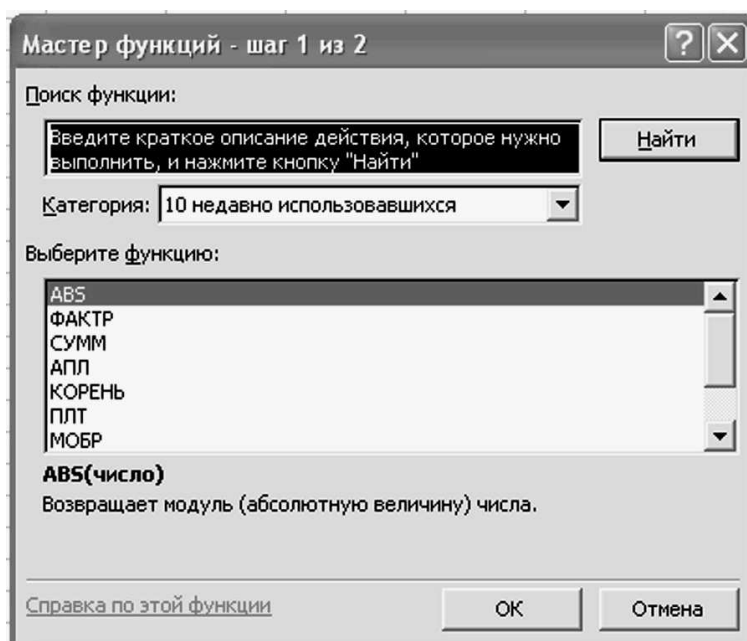 Мастер функций - шаг 1 из 2
Поиск функции:
Введите краткое описание действия, которое нужно
выполнить, и нажмите кнопку "Найти"
Найти
Категория: 10 недавно использовавшихся
Выберите функцию:
ABS
ФАКТР
СУММ
АПЛ
КОРЕНЬ
ПЛТ
МОБР
ABS(число)
Возвращает модуль (абсолютную величину) числа.
Справка по этой функции
ОК
Отмена